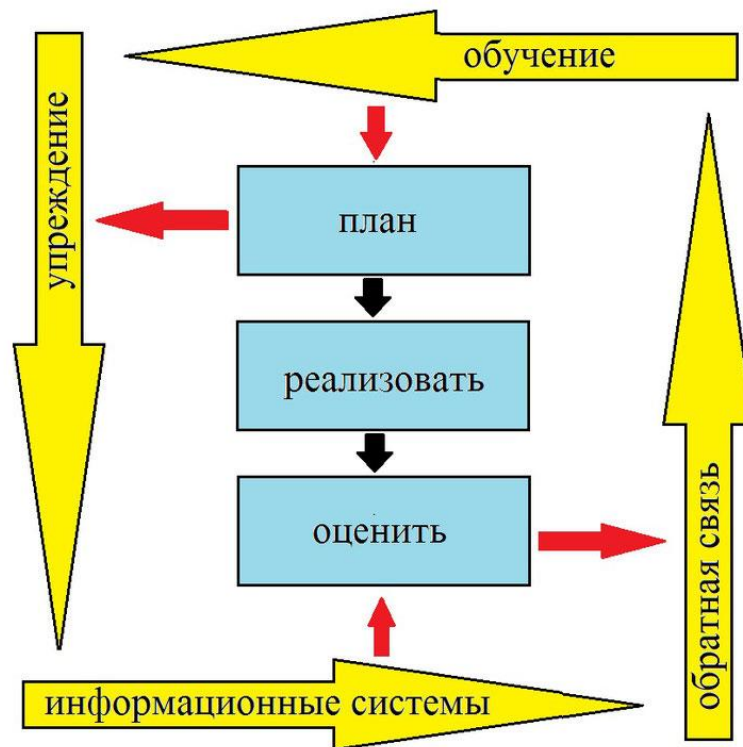 обучение
упреждение
план
реализовать
оценить
обратная связь
информационные системы